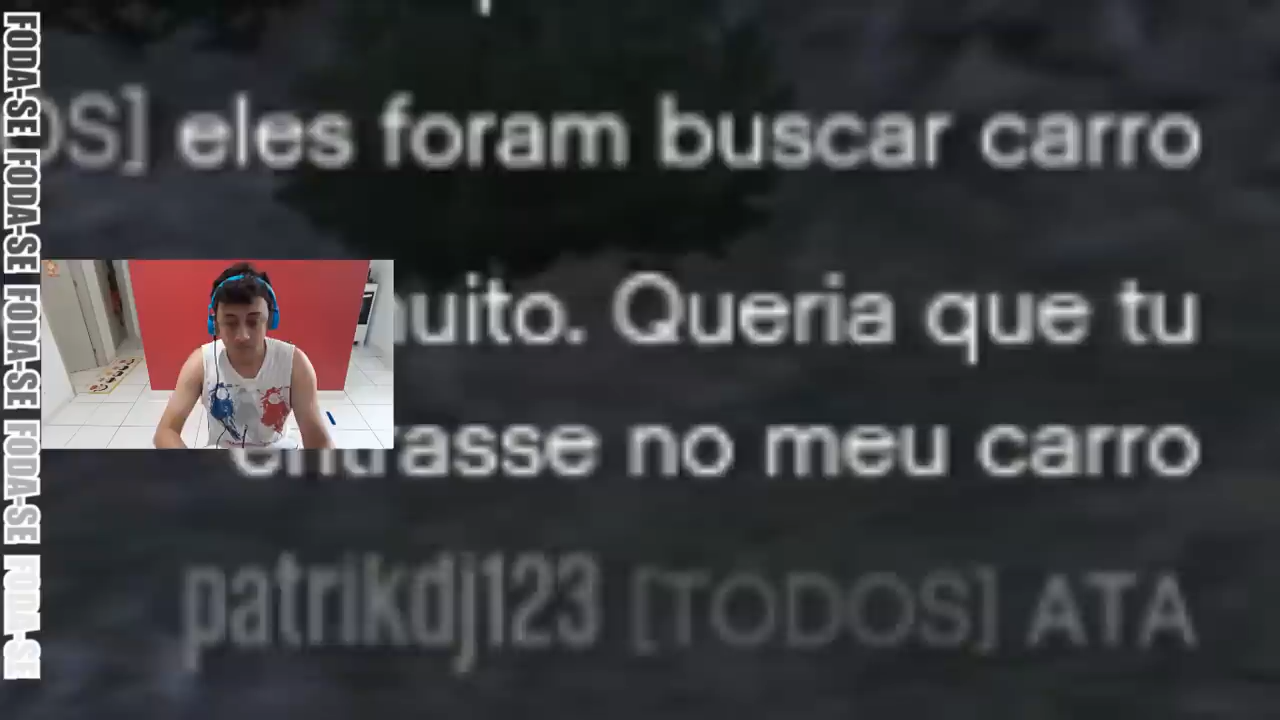 FODA-SE FODA-SE FODA-SE FODA-SE FODA-SE
eles foram buscar carro
Queria que tu
entrasse no meu carro
patrikdj123 [TODOS] ATA